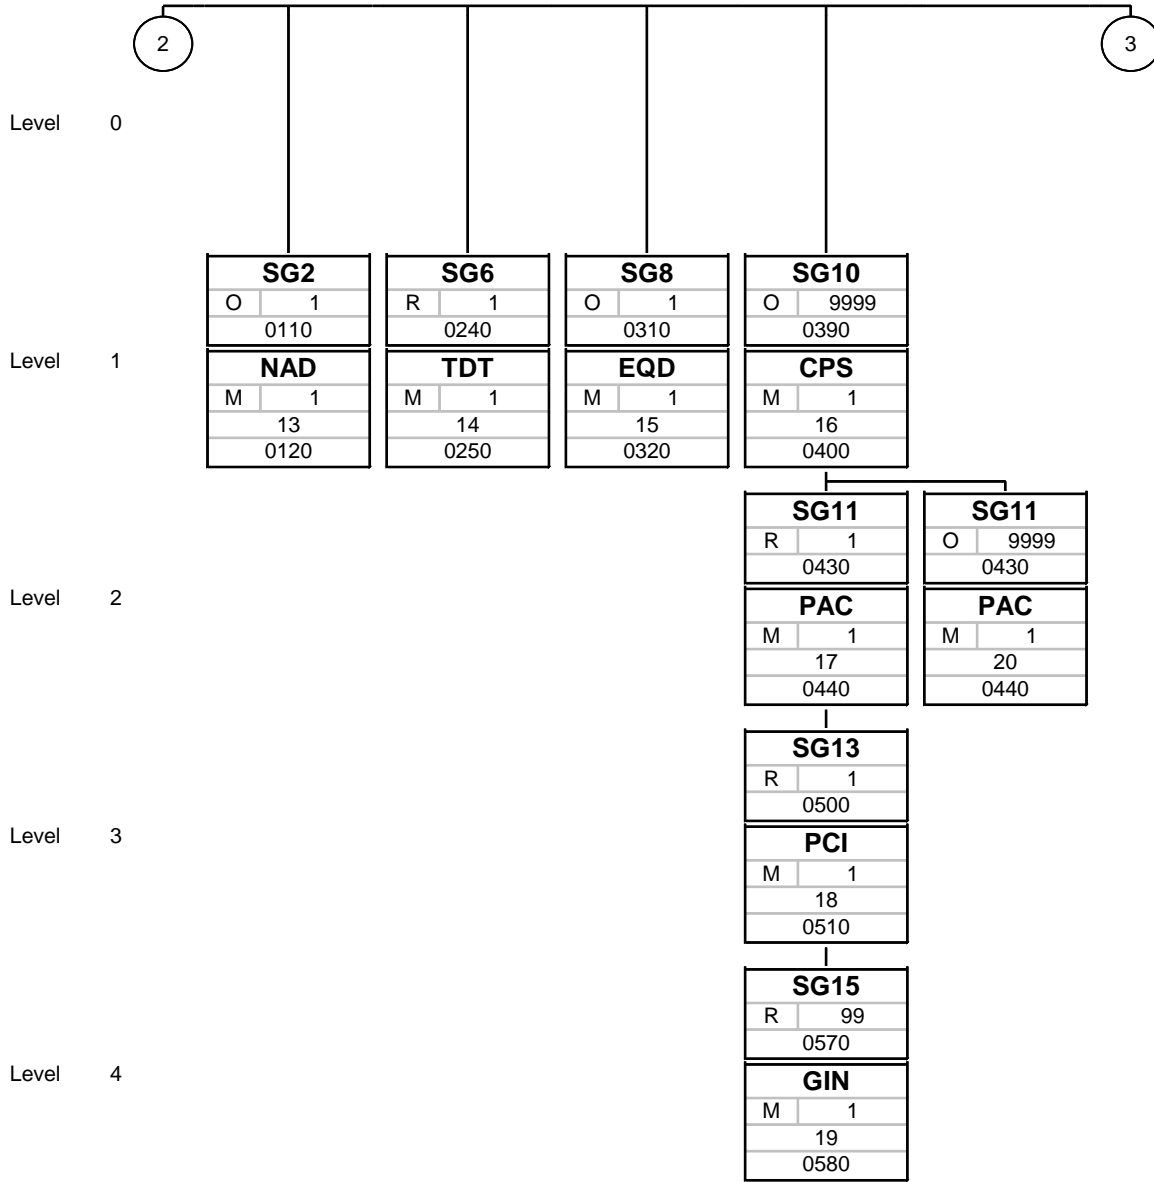 2 3
Level 0
SG2 SG6 SG8 SG10
O 1 R 1 O 1 O 9999
0110 0240 0310 0390
Level 1
NAD TDT EQD CPS
M 1 M 1 M 1 M 1
13 14 15 16
0120 0250 0320 0400
SG11 SG11
R 1 O 9999
0430 0430
Level 2
PAC PAC
M 1 M 1
17 20
0440 0440
SG13
R 1
0500
Level 3
PCI
M 1
18
0510
SG15
R 99
0570
Level 4
GIN
M 1
19
0580